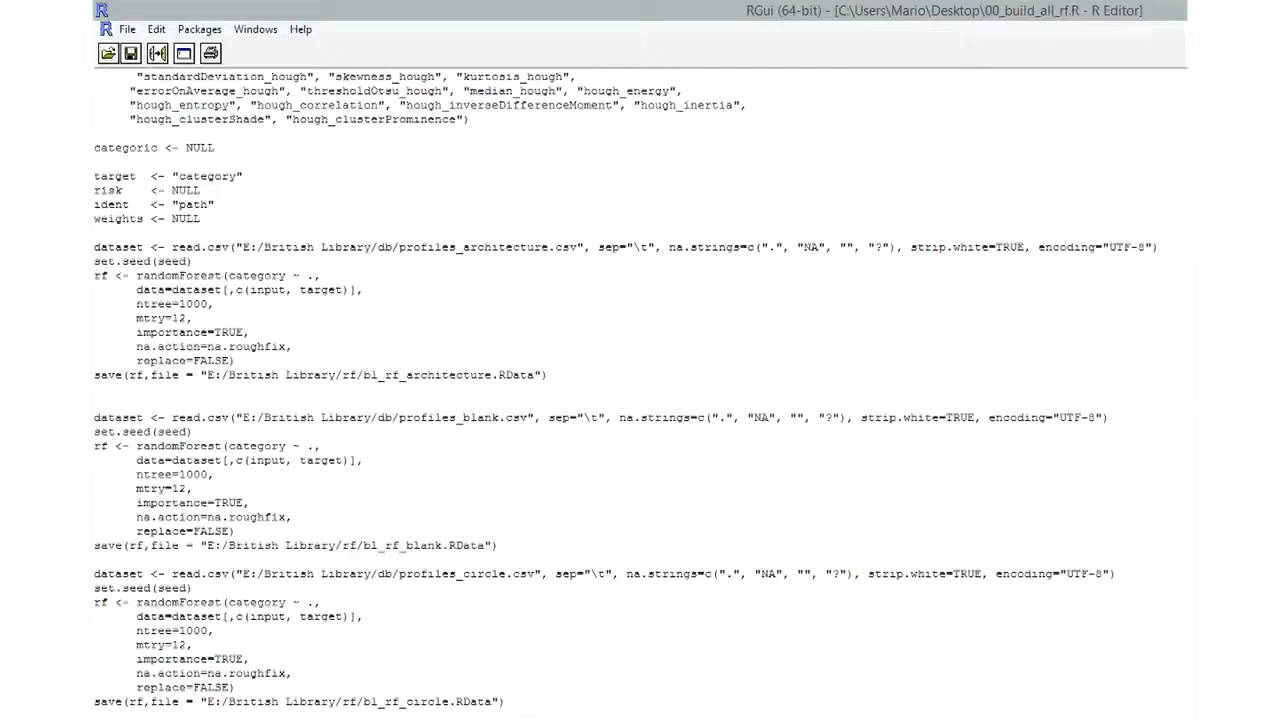 RGui (64-bit) - [C:\Users\Mario\Desktop\00_build_all_rf.R - R Editor]
File Edit Packages Windows Help
"standardDeviation_hough", "skewness_hough", "kurtosis_hough",
"errorOnAverage_hough", "thresholdOtsu_hough", "median_hough", "hough_energy",
"hough_entropy", "hough_correlation", "hough_inverseDifferenceMoment", "hough_inertia",
"hough_clusterShade", "hough_clusterProminence")
categoric <- NULL
target <- "category"
risk <- NULL
ident <- "path"
weights <- NULL
dataset <- read.csv("E:/British Library/db/profiles_architecture.csv", sep="\t", na.strings=c(".", "NA", "", "?"), strip.white=TRUE, encoding="UTF-8")
set.seed(seed)
rf <- randomForest(category ~ .,
data=dataset[,c(input, target)],
ntree=1000,
mtry=12,
importance=TRUE,
na.action=na.roughfix,
replace=FALSE)
save(rf,file = "E:/British Library/rf/bl_rf_architecture.RData")
dataset <- read.csv("E:/British Library/db/profiles_blank.csv", sep="\t", na.strings=c(".", "NA", "", "?"), strip.white=TRUE, encoding="UTF-8")
set.seed(seed)
rf <- randomForest(category ~ .,
data=dataset[,c(input, target)],
ntree=1000,
mtry=12,
importance=TRUE,
na.action=na.roughfix,
replace=FALSE)
save(rf,file = "E:/British Library/rf/bl_rf_blank.RData")
dataset <- read.csv("E:/British Library/db/profiles_circle.csv", sep="\t", na.strings=c(".", "NA", "", "?"), strip.white=TRUE, encoding="UTF-8")
set.seed(seed)
rf <- randomForest(category ~ .,
data=dataset[,c(input, target)],
ntree=1000,
mtry=12,
importance=TRUE,
na.action=na.roughfix,
replace=FALSE)
save(rf,file = "E:/British Library/rf/bl_rf_circle.RData")